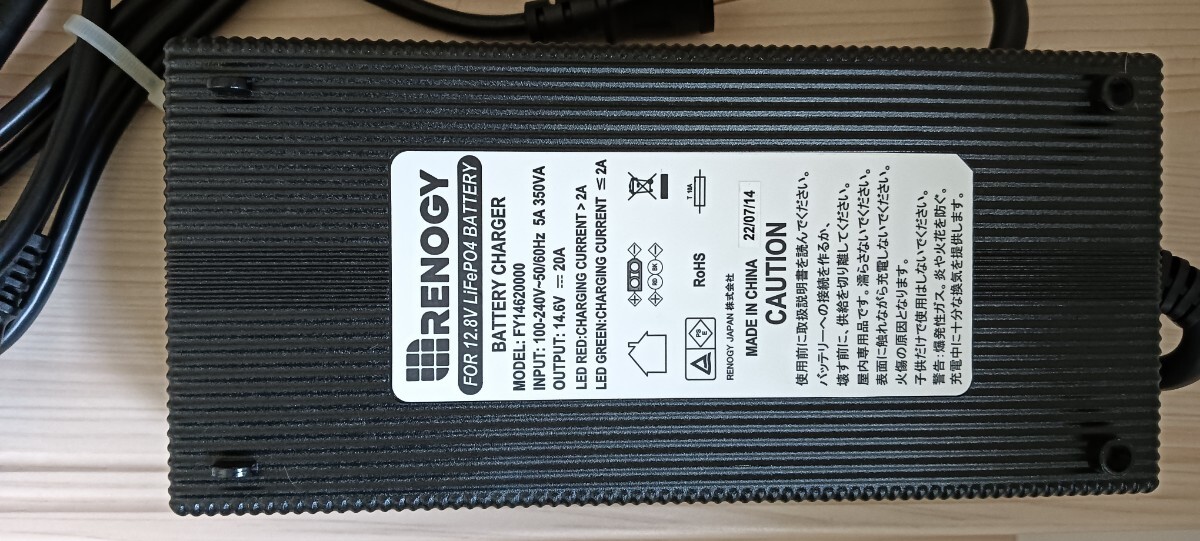 RENOGY
FOR 12.8V LiFePO4 BATTERY
BATTERY CHARGER
MODEL: FY14620000
INPUT: 100-240V~50/60Hz 5A 350VA
OUTPUT: 14.6V ⎓ 20A
LED RED:CHARGING CURRENT > 2A
LED GREEN:CHARGING CURRENT ≤ 2A
RD BK
PS
E
RoHS
T 10A
RENOGY JAPAN 株式会社
MADE IN CHINA 22/07/14
CAUTION
使用前に取扱説明書を読んでください。
バッテリーへの接続を作るか、
壊す前に、供給を切り離してください。
屋内専用品です。濡らさないでください。
表面に触れながら充電しないでください。
火傷の原因となります。
子供だけで使用はしないでください。
警告:爆発性ガス。炎や火花を防ぐ。
充電中に十分な換気を提供します。